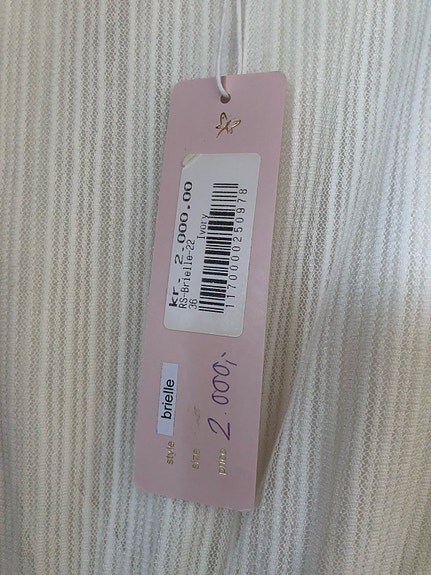 kr. 2.000.00
RS-Brielle-22
36 Ivory
1170000250978
style brielle
size
price 2.000,-